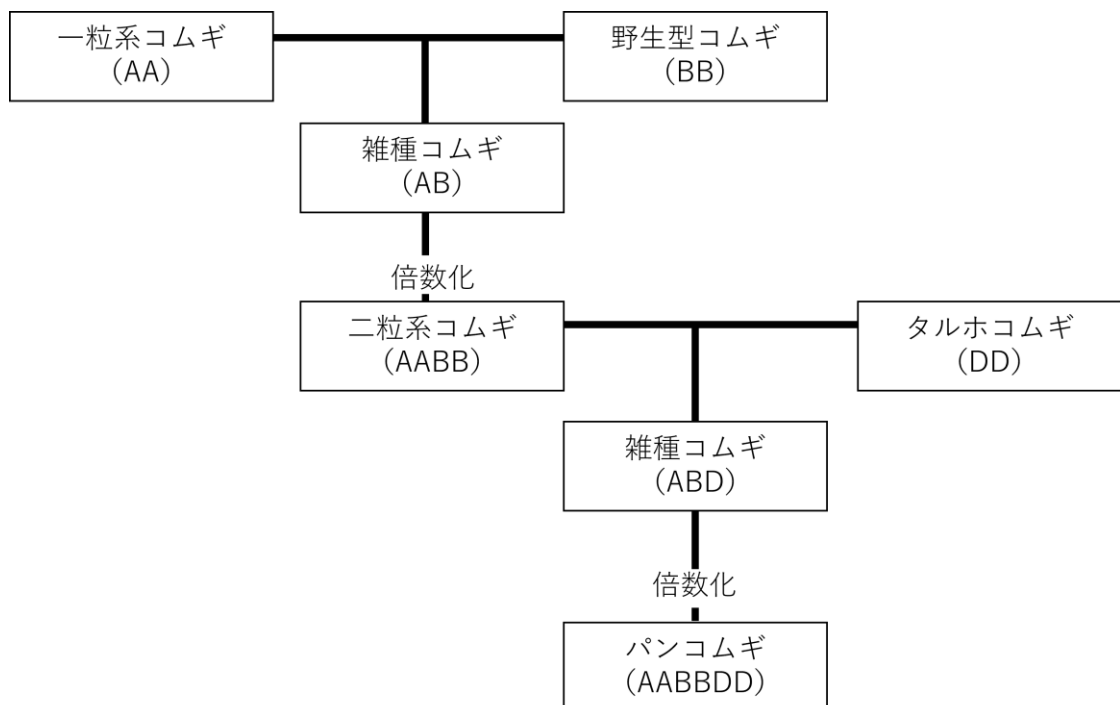 一粒系コムギ
（AA）
野生型コムギ
（BB）
雑種コムギ
（AB）
倍数化
二粒系コムギ
（AABB）
タルホコムギ
（DD）
雑種コムギ
（ABD）
倍数化
パンコムギ
（AABBDD）